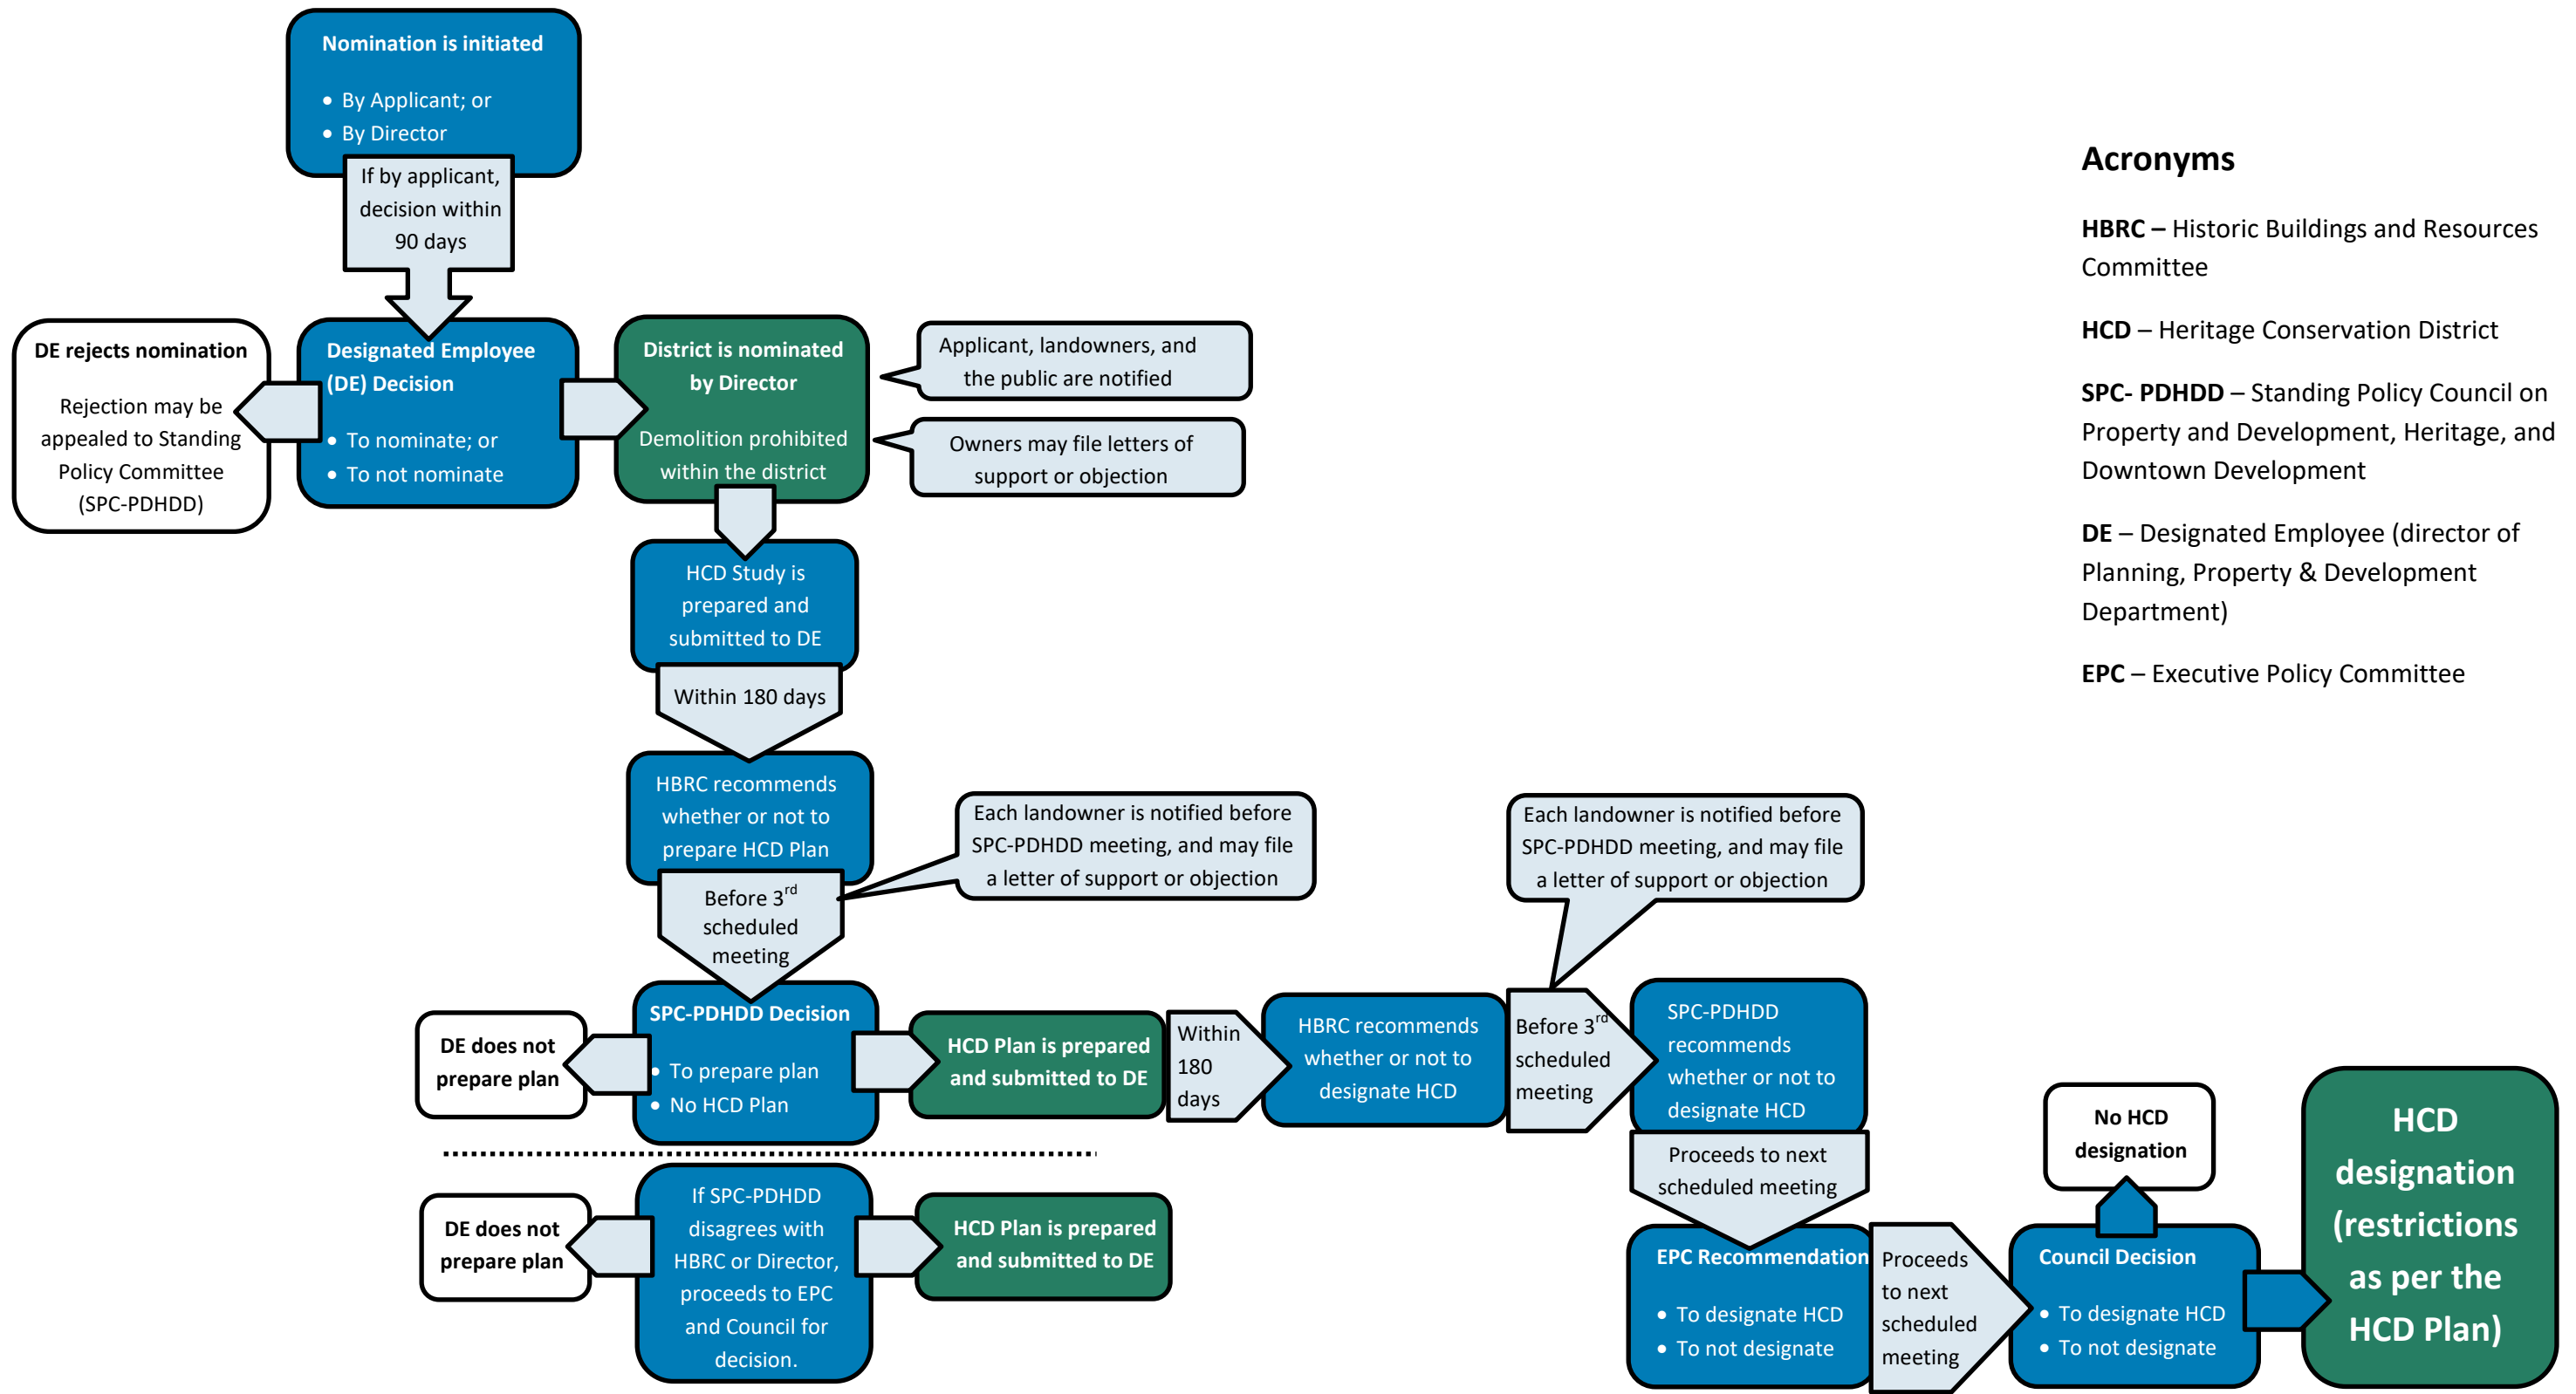 Nomination is initiated
• By Applicant; or
• By Director
If by applicant,
decision within
90 days
DE rejects nomination
Rejection may be
appealed to Standing
Policy Committee
(SPC-PDHDD)
Designated Employee
(DE) Decision
• To nominate; or
• To not nominate
District is nominated
by Director
Demolition prohibited
within the district
Applicant, landowners, and
the public are notified
Owners may file letters of
support or objection
HCD Study is
prepared and
submitted to DE
Within 180 days
HBRC recommends
whether or not to
prepare HCD Plan
Each landowner is notified before
SPC-PDHDD meeting, and may file
a letter of support or objection
Before 3rd
scheduled
meeting
DE does not
prepare plan
SPC-PDHDD Decision
• To prepare plan
• No HCD Plan
HCD Plan is prepared
and submitted to DE
Within
180
days
HBRC recommends
whether or not to
designate HCD
Each landowner is notified before
SPC-PDHDD meeting, and may file
a letter of support or objection
Before 3rd
scheduled
meeting
SPC-PDHDD
recommends
whether or not to
designate HCD
DE does not
prepare plan
If SPC-PDHDD
disagrees with
HBRC or Director,
proceeds to EPC
and Council for
decision.
HCD Plan is prepared
and submitted to DE
Proceeds to next
scheduled meeting
EPC Recommendation
• To designate HCD
• To not designate
Proceeds
to next
scheduled
meeting
Council Decision
• To designate HCD
• To not designate
No HCD
designation
HCD
designation
(restrictions
as per the
HCD Plan)
Acronyms
HBRC – Historic Buildings and Resources
Committee
HCD – Heritage Conservation District
SPC- PDHDD – Standing Policy Council on
Property and Development, Heritage, and
Downtown Development
DE – Designated Employee (director of
Planning, Property & Development
Department)
EPC – Executive Policy Committee